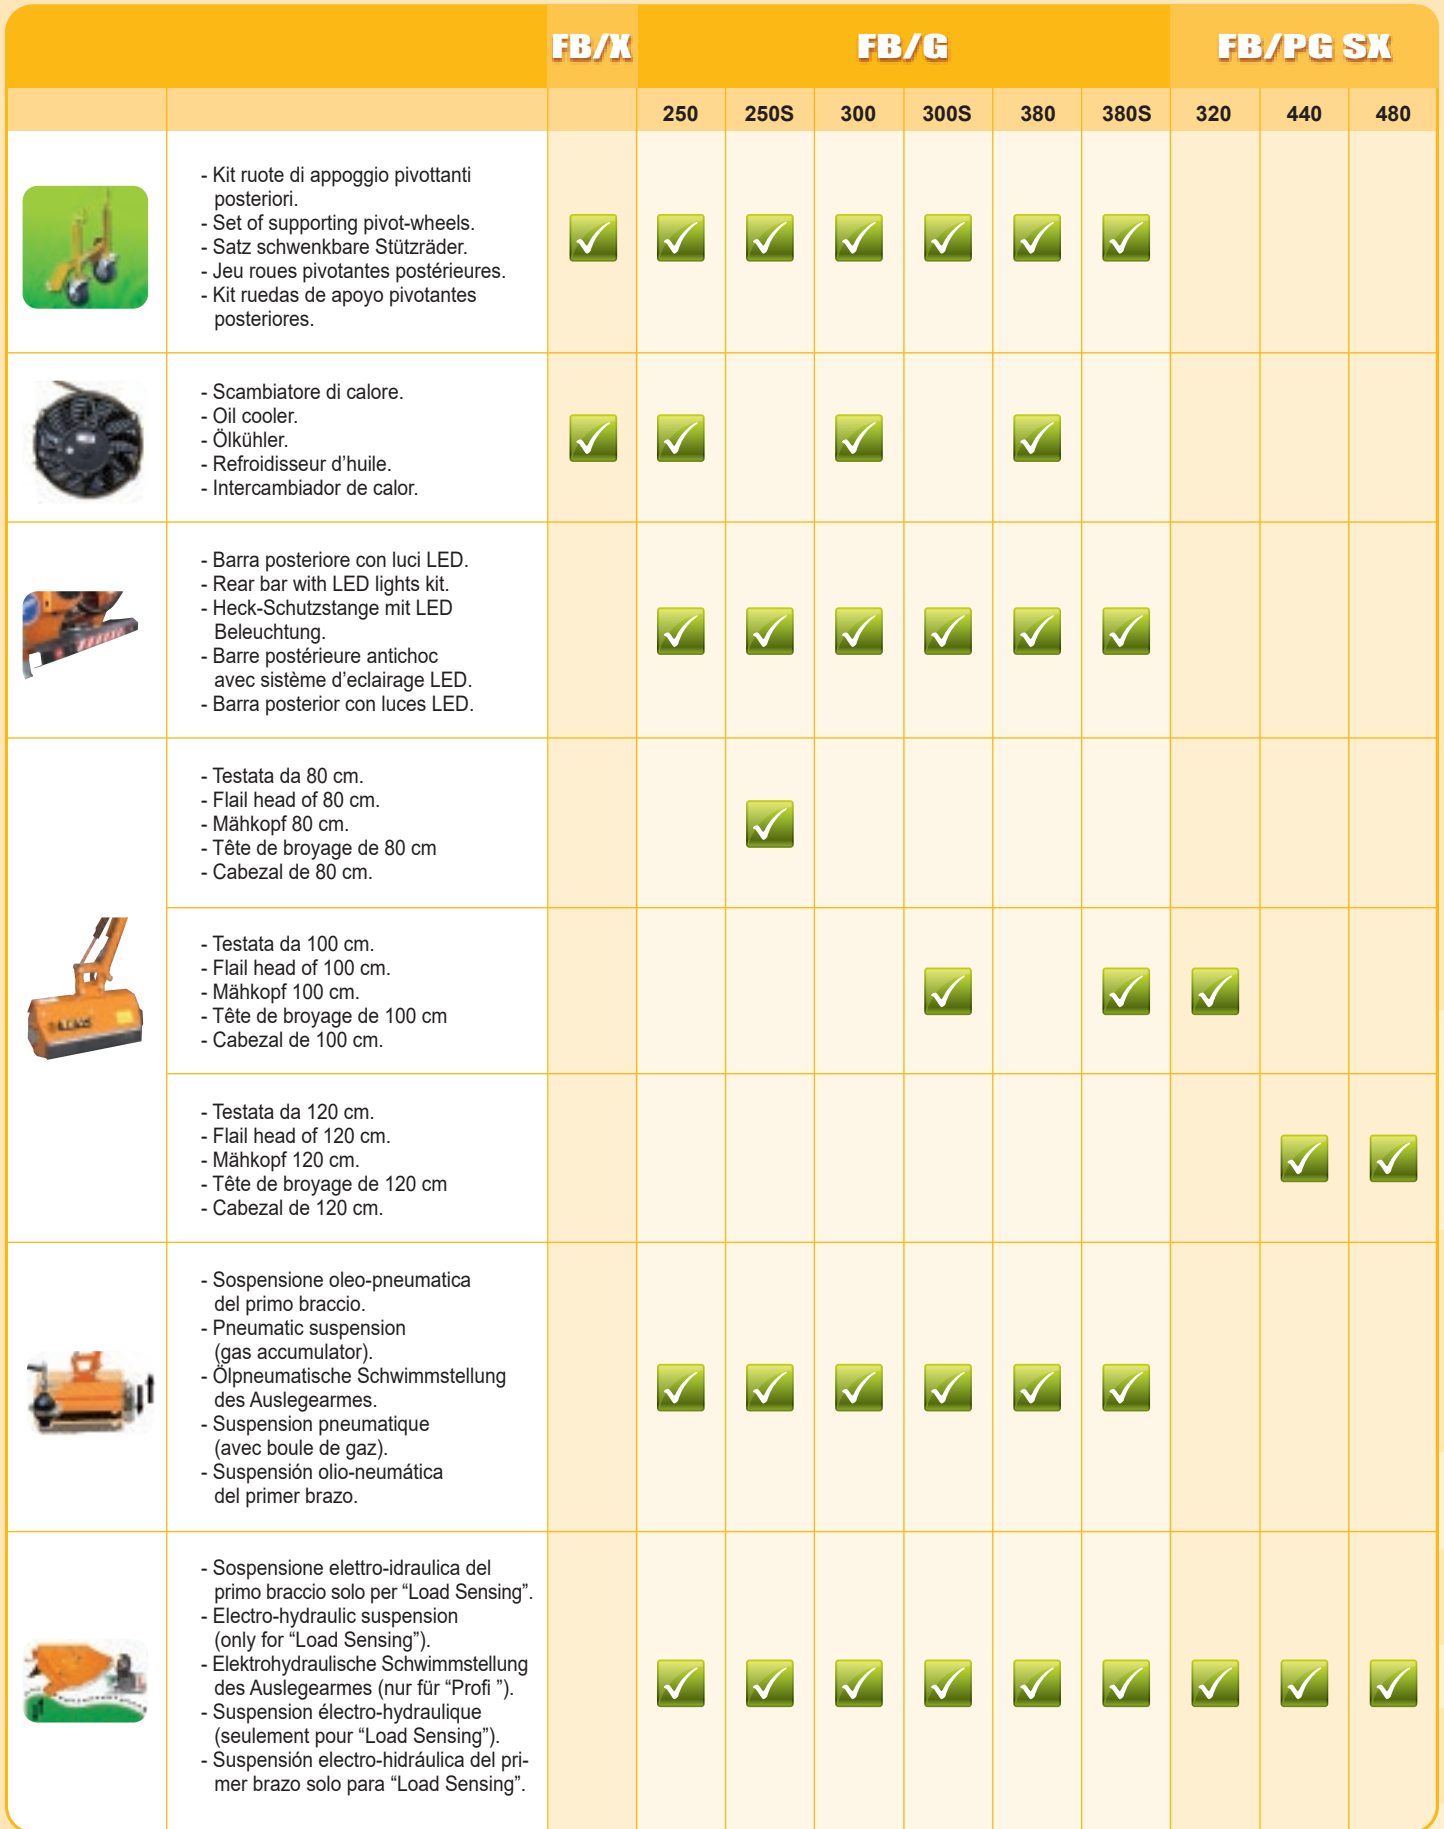 FB/X FB/G FB/PG SX
250 250S 300 300S 380 380S 320 440 480
- Kit ruote di appoggio pivottanti
posteriori.
- Set of supporting pivot-wheels.
- Satz schwenkbare Stützräder.
- Jeu roues pivotantes postérieures.
- Kit ruedas de apoyo pivotantes
posteriores.
- Scambiatore di calore.
- Oil cooler.
- Ölkühler.
- Refroidisseur d’huile.
- Intercambiador de calor.
- Barra posteriore con luci LED.
- Rear bar with LED lights kit.
- Heck-Schutzstange mit LED
Beleuchtung.
- Barre postérieure antichoc
avec sistème d’eclairage LED.
- Barra posterior con luces LED.
- Testata da 80 cm.
- Flail head of 80 cm.
- Mähkopf 80 cm.
- Tête de broyage de 80 cm
- Cabezal de 80 cm.
- Testata da 100 cm.
- Flail head of 100 cm.
- Mähkopf 100 cm.
- Tête de broyage de 100 cm
- Cabezal de 100 cm.
- Testata da 120 cm.
- Flail head of 120 cm.
- Mähkopf 120 cm.
- Tête de broyage de 120 cm
- Cabezal de 120 cm.
- Sospensione oleo-pneumatica
del primo braccio.
- Pneumatic suspension
(gas accumulator).
- Ölpneumatische Schwimmstellung
des Auslegearmes.
- Suspension pneumatique
(avec boule de gaz).
- Suspensión olio-neumática
del primer brazo.
- Sospensione elettro-idraulica del
primo braccio solo per “Load Sensing”.
- Electro-hydraulic suspension
(only for “Load Sensing”).
- Elektrohydraulische Schwimmstellung
des Auslegearmes (nur für “Profi ”).
- Suspension électro-hydraulique
(seulement pour “Load Sensing”).
- Suspensión electro-hidráulica del pri-
mer brazo solo para “Load Sensing”.